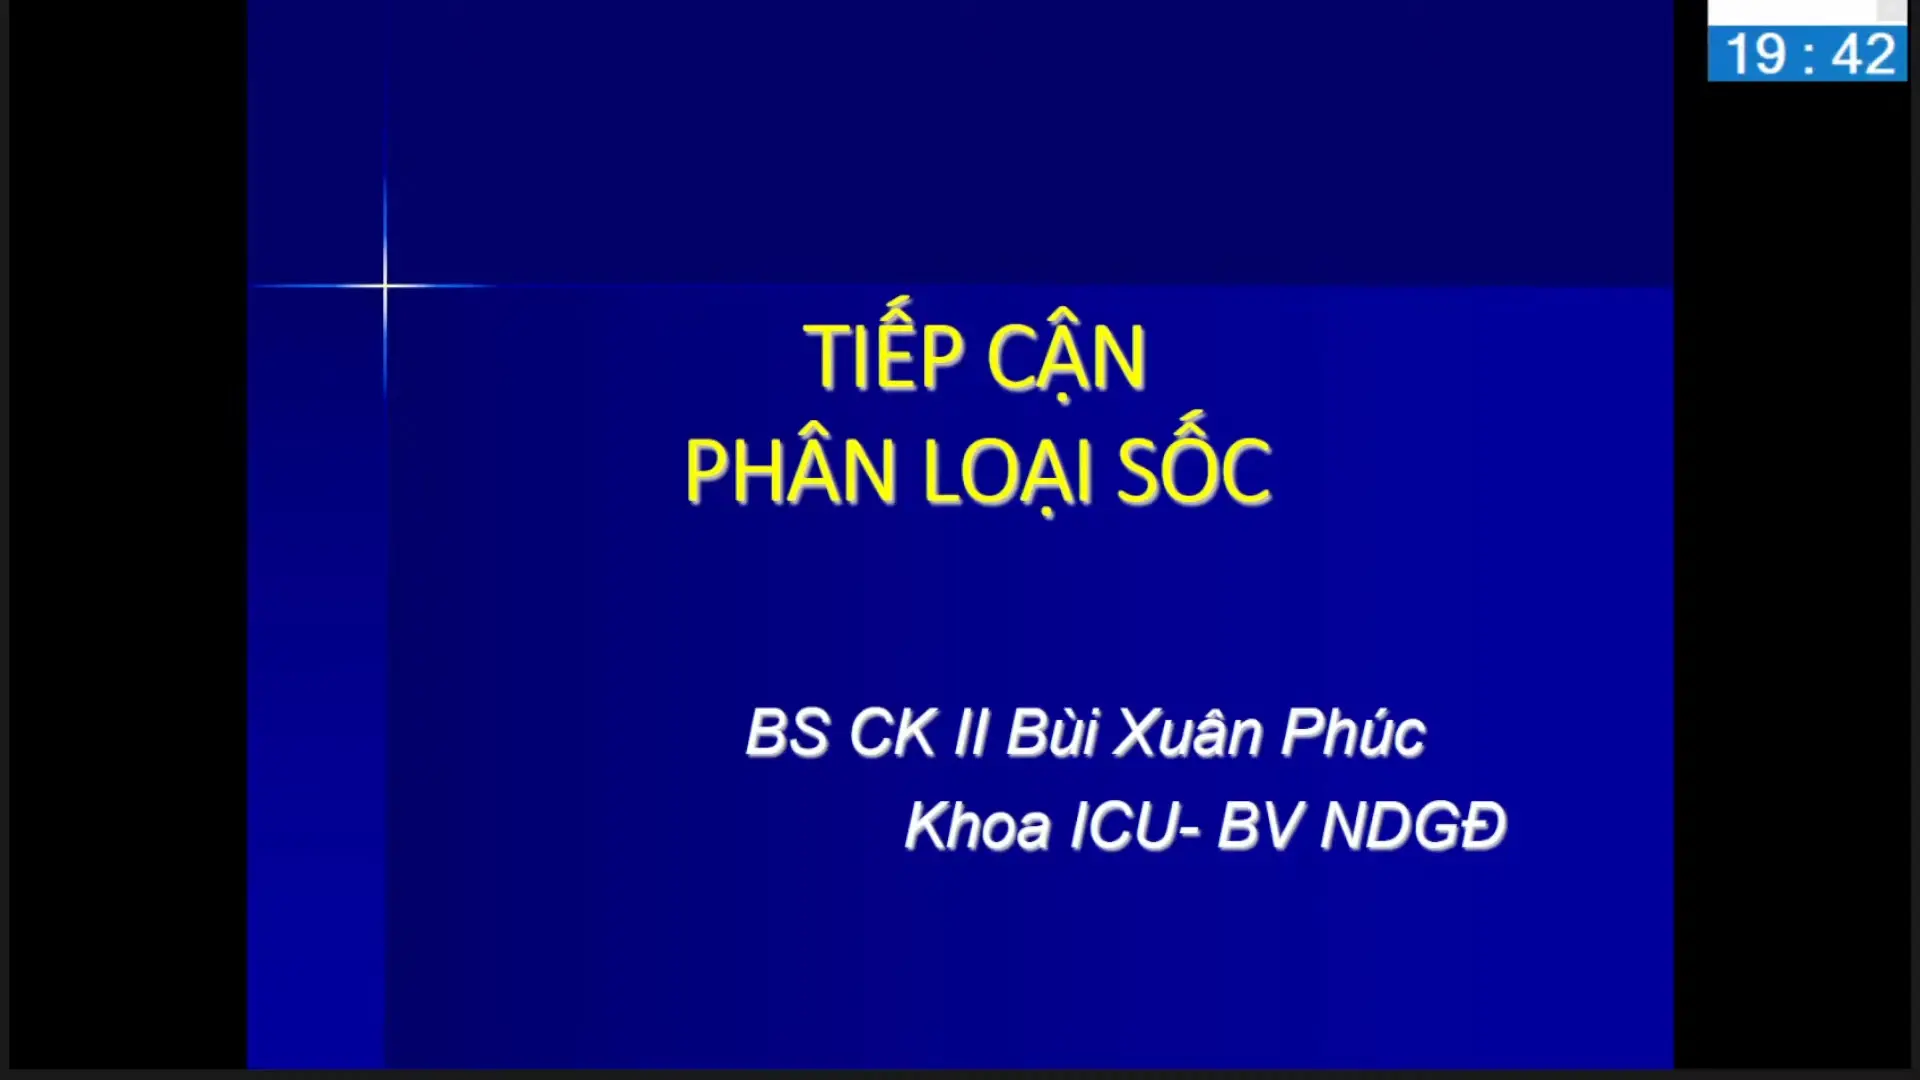 19 : 42
TIẾP CẬN
PHÂN LOẠI SỐC
BS CK II Bùi Xuân Phúc
Khoa ICU- BV NDGĐ